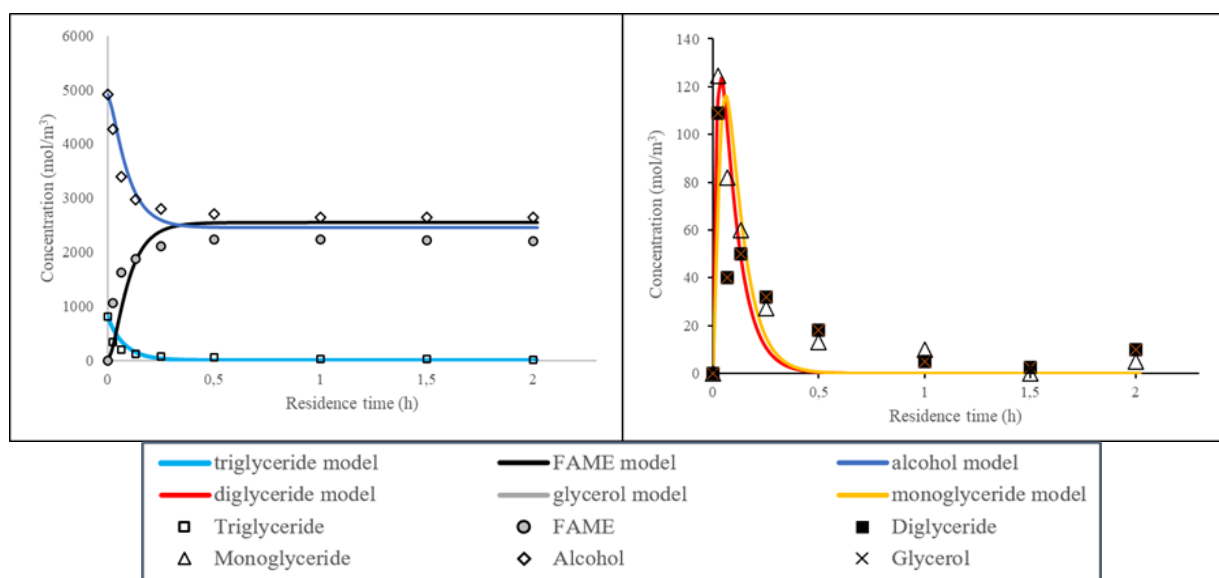 Concentration (mol/m³)
6000
5000
4000
3000
2000
1000
0
0 0,5 1 1,5 2
Residence time (h)
Concentration (mol/m³)
140
120
100
80
60
40
20
0
0 0,5 1 1,5 2
Residence time (h)
triglyceride model FAME model alcohol model
diglyceride model glycerol model monoglyceride model
Triglyceride FAME Diglyceride
Monoglyceride Alcohol Glycerol